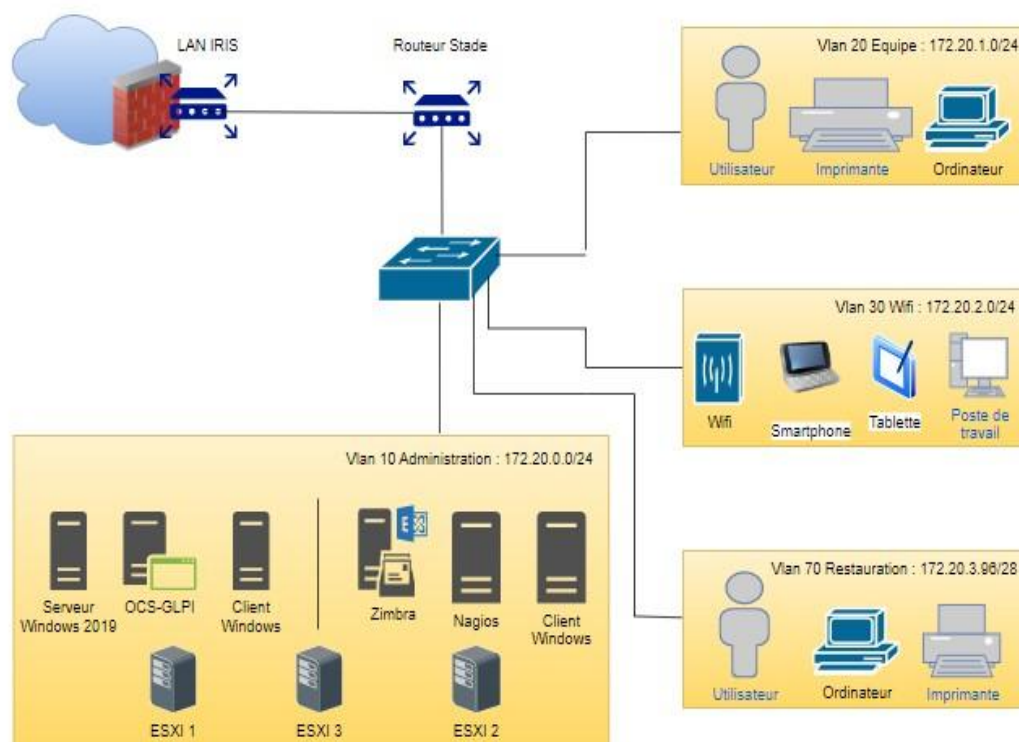 LAN IRIS
Routeur Stade
Vlan 20 Equipe : 172.20.1.0/24
Utilisateur
Imprimante
Ordinateur
Vlan 30 Wifi : 172.20.2.0/24
Wifi
Smartphone
Tablette
Poste de
travail
Vlan 10 Administration : 172.20.0.0/24
Serveur
Windows 2019
OCS-GLPI
Client
Windows
Zimbra
Nagios
Client
Windows
ESXI 1
ESXI 3
ESXI 2
Vlan 70 Restauration : 172.20.3.96/28
Utilisateur
Ordinateur
Imprimante